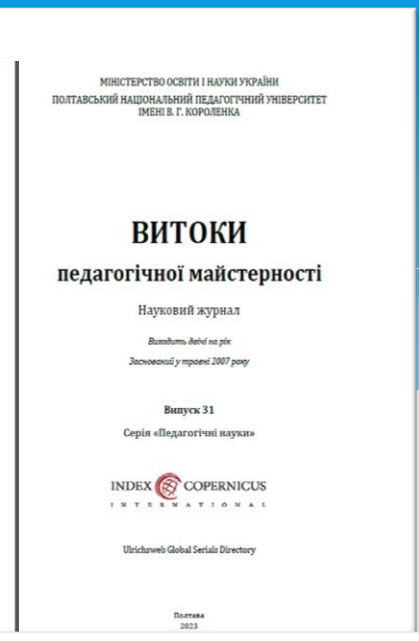 МІНІСТЕРСТВО ОСВІТИ І НАУКИ УКРАЇНИ
ПОЛТАВСЬКИЙ НАЦІОНАЛЬНИЙ ПЕДАГОГІЧНИЙ УНІВЕРСИТЕТ
ІМЕНІ В. Г. КОРОЛЕНКА
ВИТОКИ
педагогічної майстерності
Науковий журнал
Виходить двічі на рік
Заснований у травні 2007 року
Випуск 31
Серія «Педагогічні науки»
INDEX COPERNICUS
INTERNATIONAL
Ulrichsweb Global Serials Directory
Полтава
2023